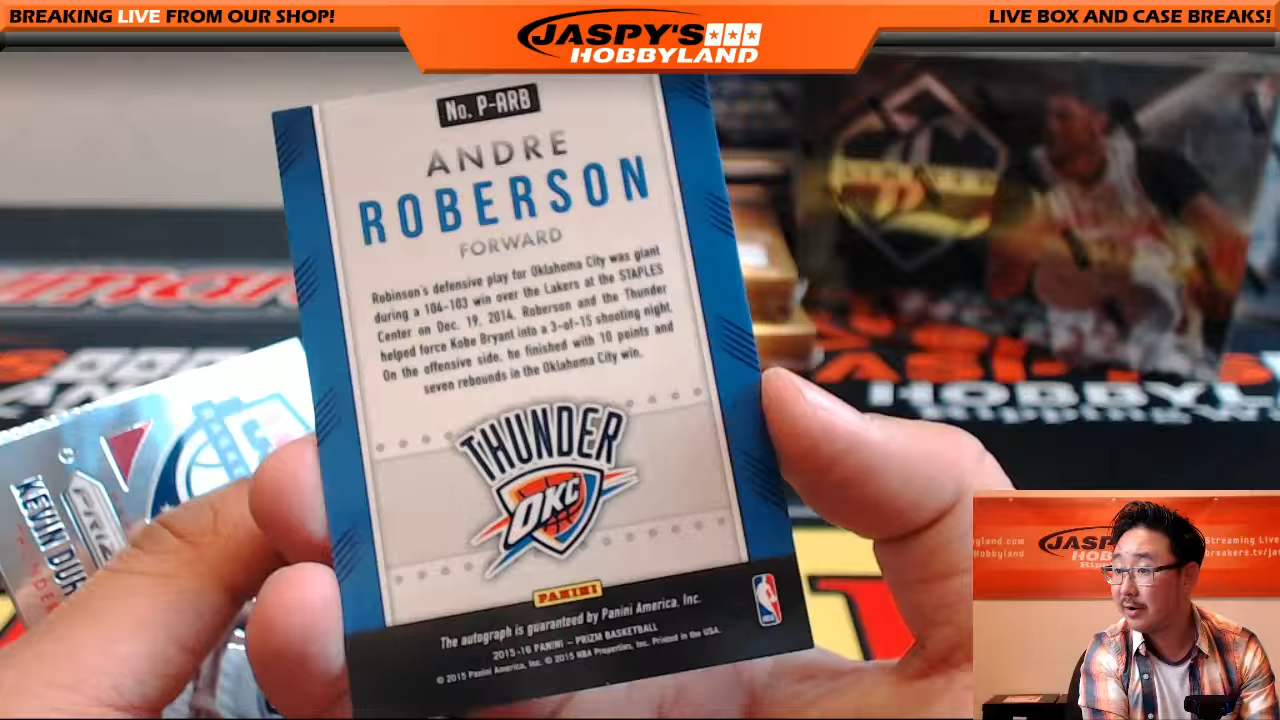 BREAKING LIVE FROM OUR SHOP!
JASPY'S
HOBBYLAND
LIVE BOX AND CASE BREAKS!
No. P-ARB
ANDRE
ROBERSON
FORWARD
Robinson's defensive play for Oklahoma City was giant
during a 104-103 win over the Lakers at the STAPLES
Center on Dec. 19, 2014. Roberson and the Thunder
helped force Kobe Bryant into a 3-of-15 shooting night.
On the offensive side, he finished with 10 points and
seven rebounds in the Oklahoma City win.
THUNDER
OKC
PANINI
The autograph is guaranteed by Panini America, Inc.
2015-16 PANINI – PRIZM BASKETBALL
© 2015 Panini America, Inc. © 2015 NBA Properties, Inc. Printed in the USA.
KEVIN DUR
HOBBYL
Streaming Live